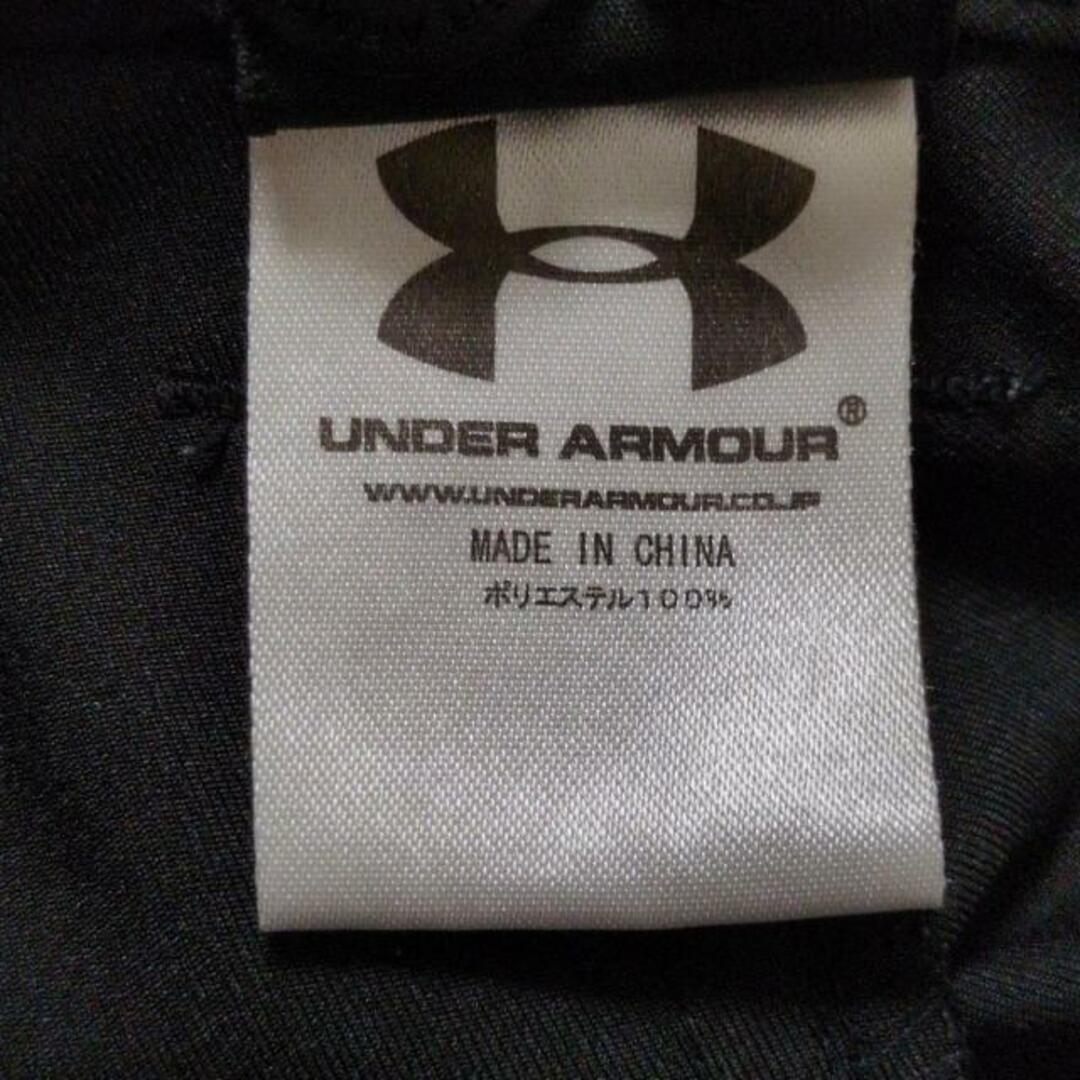 UNDER ARMOUR®
WWW.UNDERARMOUR.CO.JP
MADE IN CHINA
ポリエステル100%